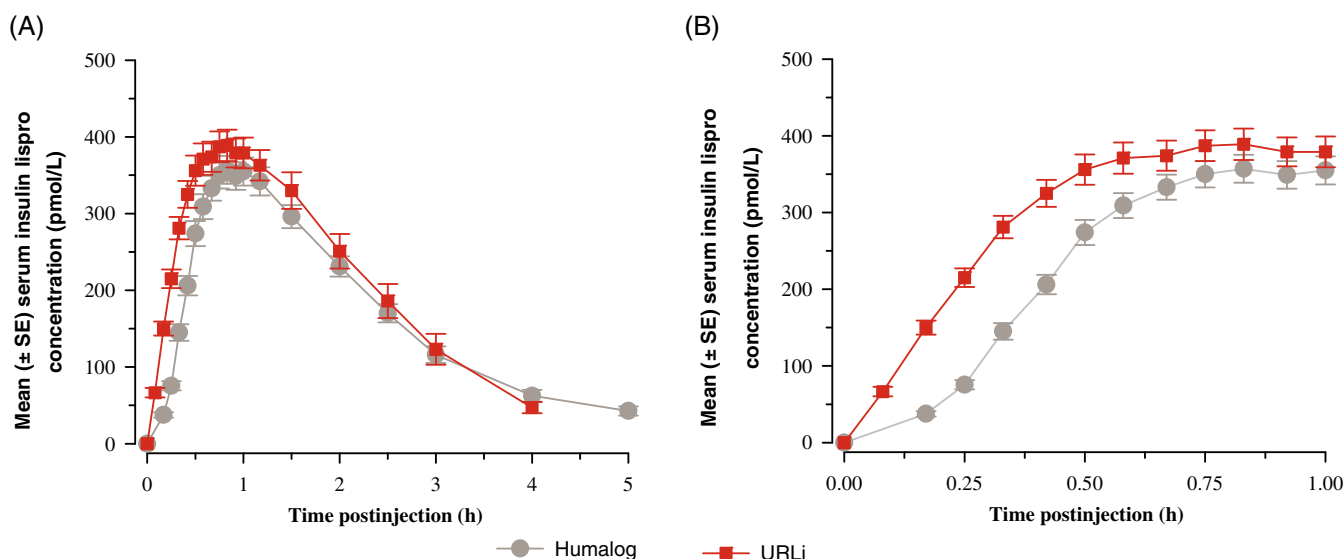 (A)
(B)
Mean (± SE) serum insulin lispro
concentration (pmol/L)
500
400
300
200
100
0
0 1 2 3 4 5
Time postinjection (h)
Mean (± SE) serum insulin lispro
concentration (pmol/L)
500
400
300
200
100
0
0.00 0.25 0.50 0.75 1.00
Time postinjection (h)
Humalog URLi